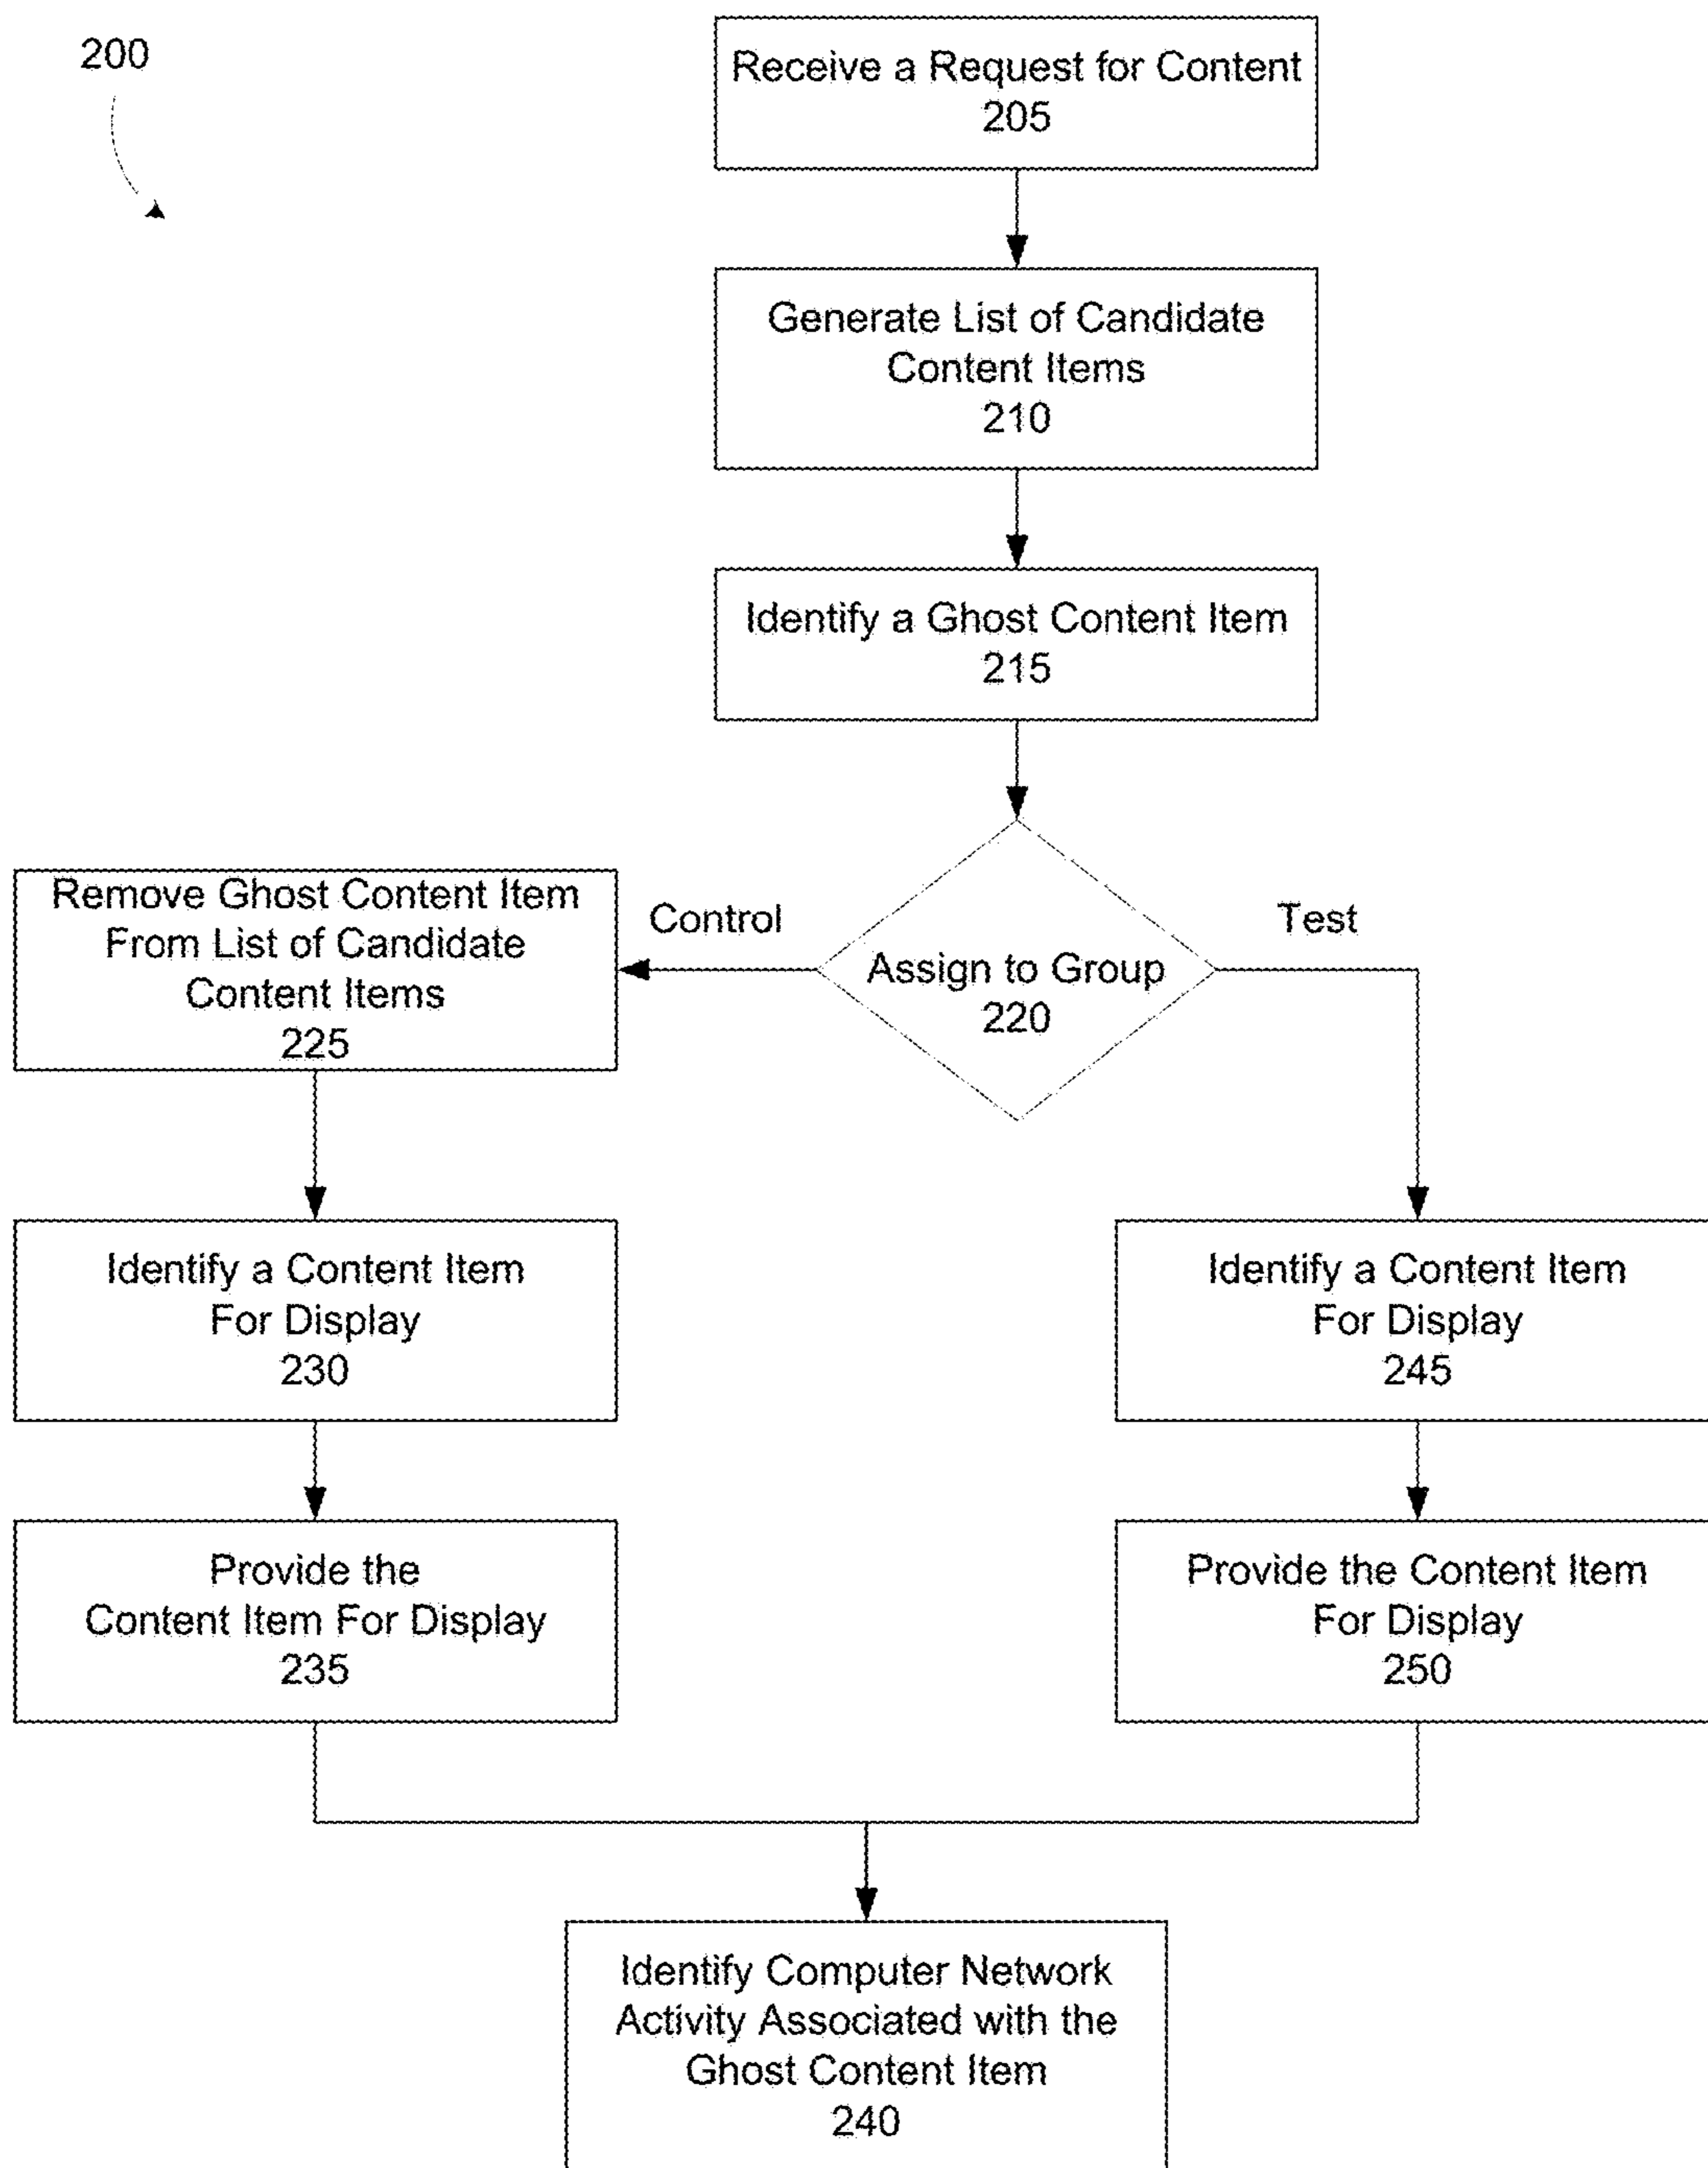 200
Receive a Request for Content
205
Generate List of Candidate
Content Items
210
Identify a Ghost Content Item
215
Assign to Group
220
Control
Test
Remove Ghost Content Item
From List of Candidate
Content Items
225
Identify a Content Item
For Display
230
Provide the
Content Item For Display
235
Identify a Content Item
For Display
245
Provide the Content Item
For Display
250
Identify Computer Network
Activity Associated with the
Ghost Content Item
240